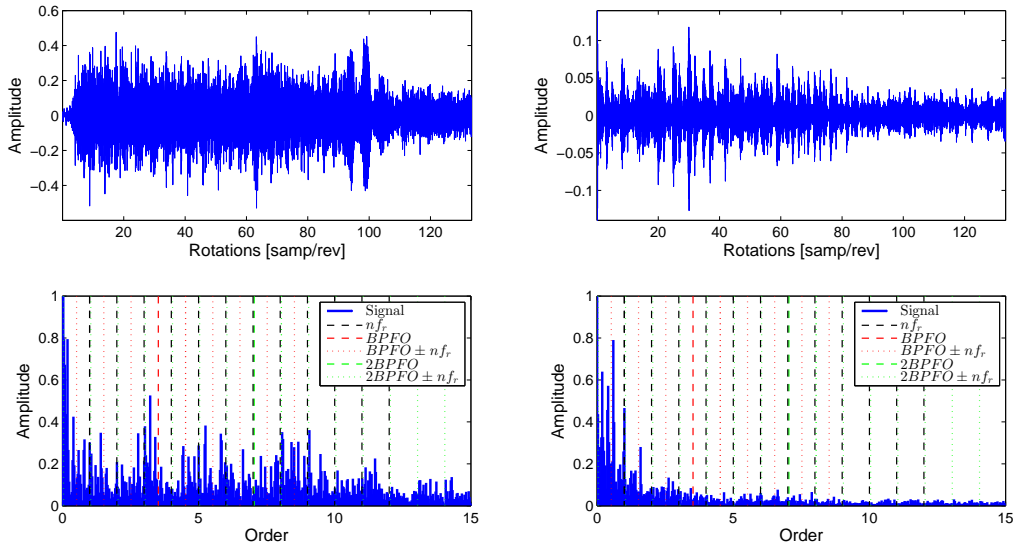 0.6
0.4
0.2
0
−0.2
−0.4
Amplitude
20 40 60 80 100 120
Rotations [samp/rev]
0.1
0.05
0
−0.05
−0.1
Amplitude
20 40 60 80 100 120
Rotations [samp/rev]
1
0.8
0.6
0.4
0.2
0
Amplitude
0 5 10 15
Order
Signal
nf_r
BPFO
BPFO ± nf_r
2BPFO
2BPFO ± nf_r
1
0.8
0.6
0.4
0.2
0
Amplitude
0 5 10 15
Order
Signal
nf_r
BPFO
BPFO ± nf_r
2BPFO
2BPFO ± nf_r